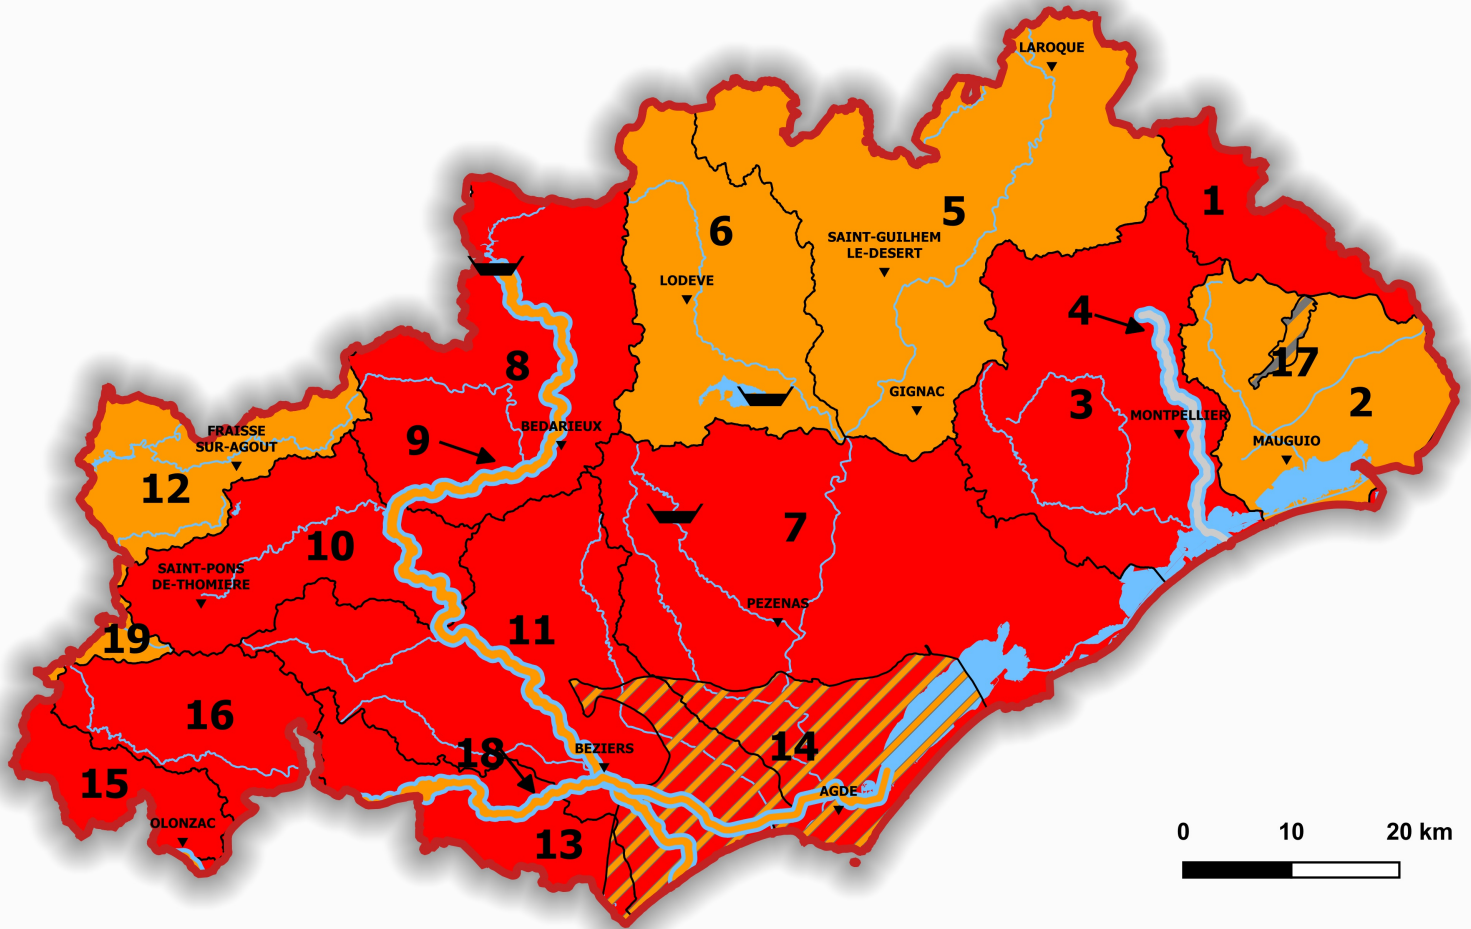 LAROQUE
1
5
6
SAINT-GUILHEM
LE-DESERT
LODEVE
4
17
8
GIGNAC
3
2
MONTPELLIER
BEDARIEUX
9
FRAISSE
SUR-AGOUT
MAUGUIO
12
7
10
SAINT-PONS
DE-THOMIERE
PEZENAS
11
19
16
14
BEZIERS
18
15
AGDE
OLONZAC
13
0 10 20 km